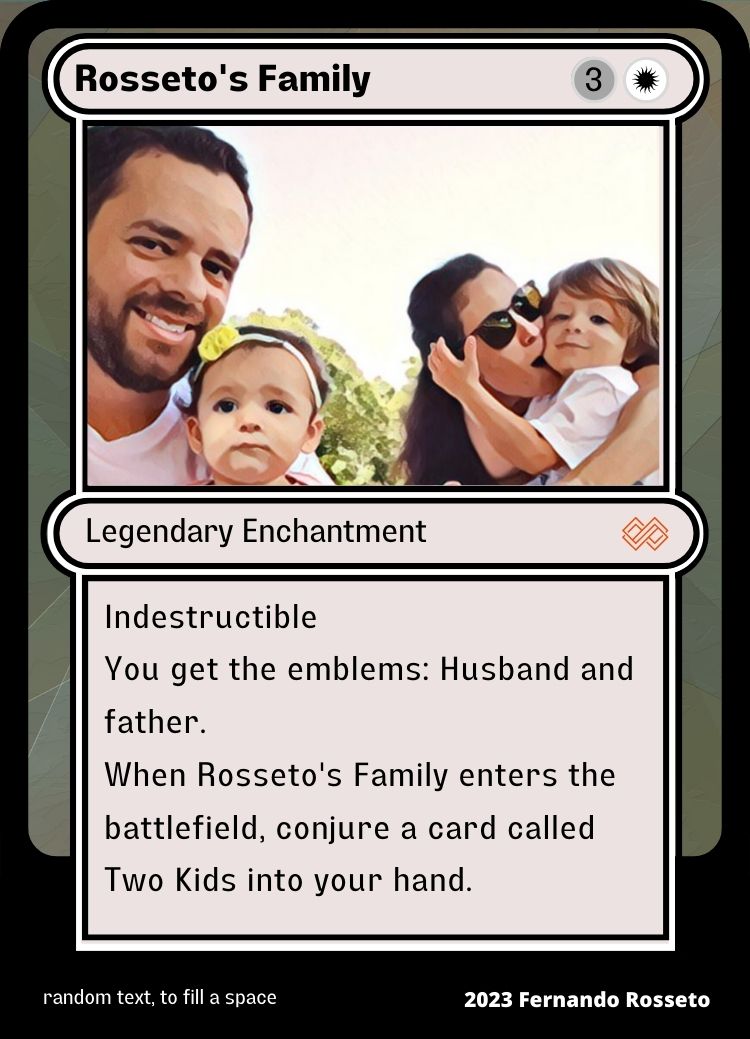 Rosseto's Family 3
Legendary Enchantment
Indestructible
You get the emblems: Husband and
father.
When Rosseto's Family enters the
battlefield, conjure a card called
Two Kids into your hand.
random text, to fill a space 2023 Fernando Rosseto